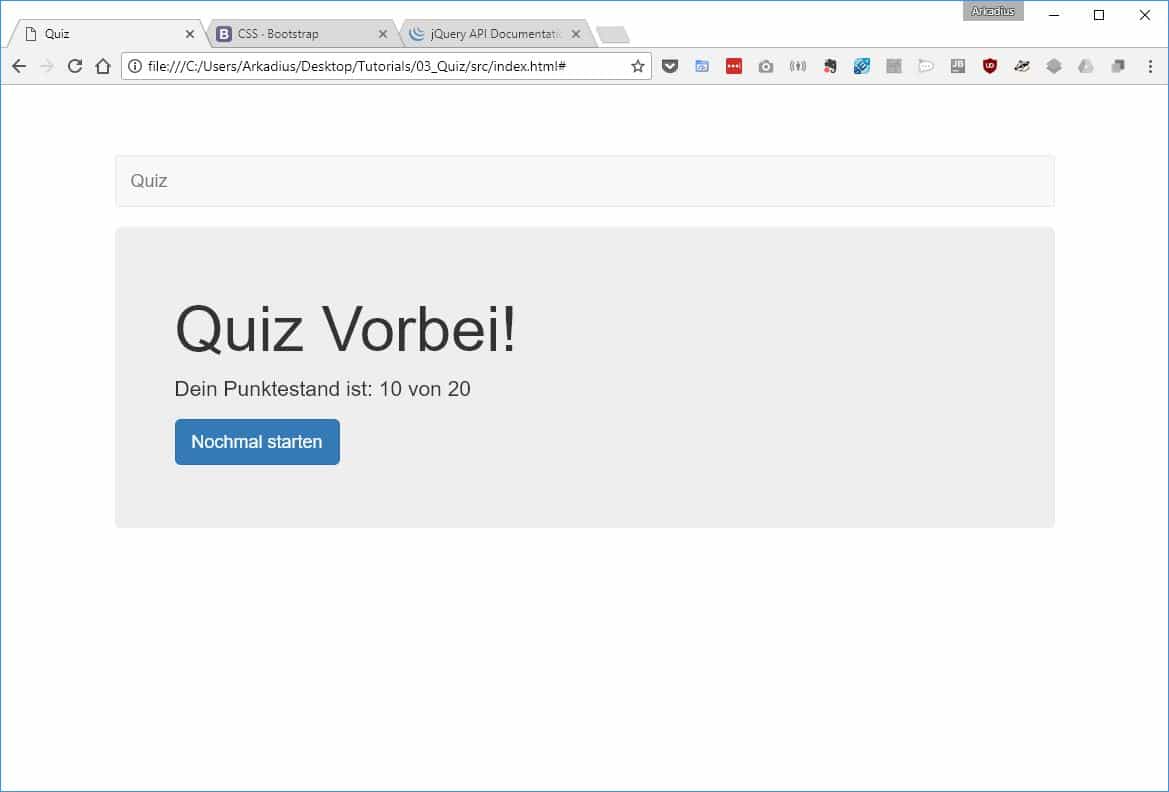 Arkadius
Quiz
CSS · Bootstrap
jQuery API Documentatio
file:///C:/Users/Arkadius/Desktop/Tutorials/03_Quiz/src/index.html#
Quiz
Quiz Vorbei!
Dein Punktestand ist: 10 von 20
Nochmal starten